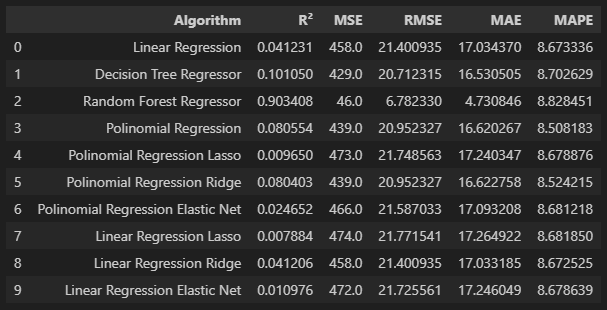 Algorithm R² MSE RMSE MAE MAPE
0 Linear Regression 0.041231 458.0 21.400935 17.034370 8.673336
1 Decision Tree Regressor 0.101050 429.0 20.712315 16.530505 8.702629
2 Random Forest Regressor 0.903408 46.0 6.782330 4.730846 8.828451
3 Polinomial Regression 0.080554 439.0 20.952327 16.620267 8.508183
4 Polinomial Regression Lasso 0.009650 473.0 21.748563 17.240347 8.678876
5 Polinomial Regression Ridge 0.080403 439.0 20.952327 16.622758 8.524215
6 Polinomial Regression Elastic Net 0.024652 466.0 21.587033 17.093208 8.681218
7 Linear Regression Lasso 0.007884 474.0 21.771541 17.264922 8.681850
8 Linear Regression Ridge 0.041206 458.0 21.400935 17.033185 8.672525
9 Linear Regression Elastic Net 0.010976 472.0 21.725561 17.246049 8.678639